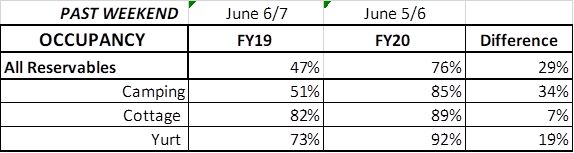 PAST WEEKEND June 6/7 June 5/6
OCCUPANCY FY19 FY20 Difference
All Reservables 47% 76% 29%
Camping 51% 85% 34%
Cottage 82% 89% 7%
Yurt 73% 92% 19%